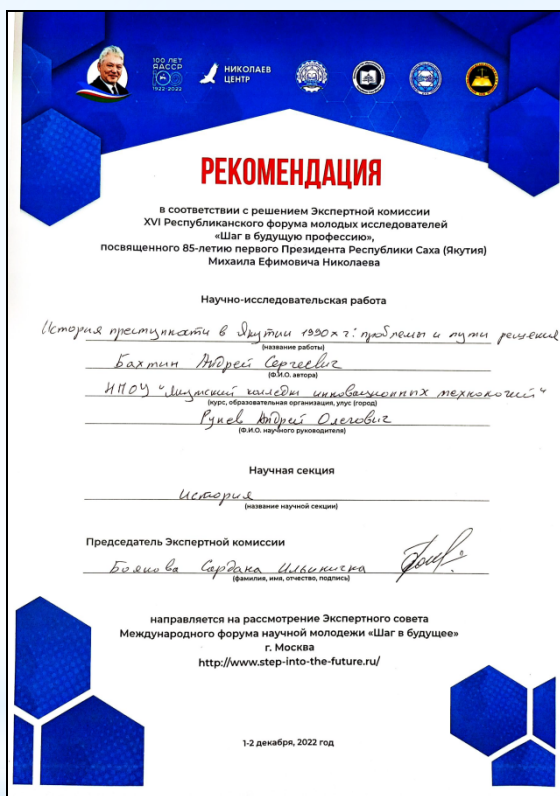 100 ЛЕТ
ЯАССР
1922-2022
НИКОЛАЕВ
ЦЕНТР
РЕКОМЕНДАЦИЯ
в соответствии с решением Экспертной комиссии
XVI Республиканского форума молодых исследователей
«Шаг в будущую профессию»,
посвященного 85-летию первого Президента Республики Саха (Якутия)
Михаила Ефимовича Николаева
Научно-исследовательская работа
История преступности в Якутии 1990х г: проблемы и пути решения
(название работы)
Бахтин Андрей Сергеевич
(Ф.И.О. автора)
"Якутский колледж инновационных технологий"
(курс, образовательная организация, улус (город)
Андрей Олегович
(Ф.И.О. научного руководителя)
Научная секция
История
(название научной секции)
Председатель Экспертной комиссии
Боякова Сардана Ильинична
(фамилия, имя, отчество, подпись)
направляется на рассмотрение Экспертного совета
Международного форума научной молодежи «Шаг в будущее»
г. Москва
http://www.step-into-the-future.ru/
1-2 декабря, 2022 год